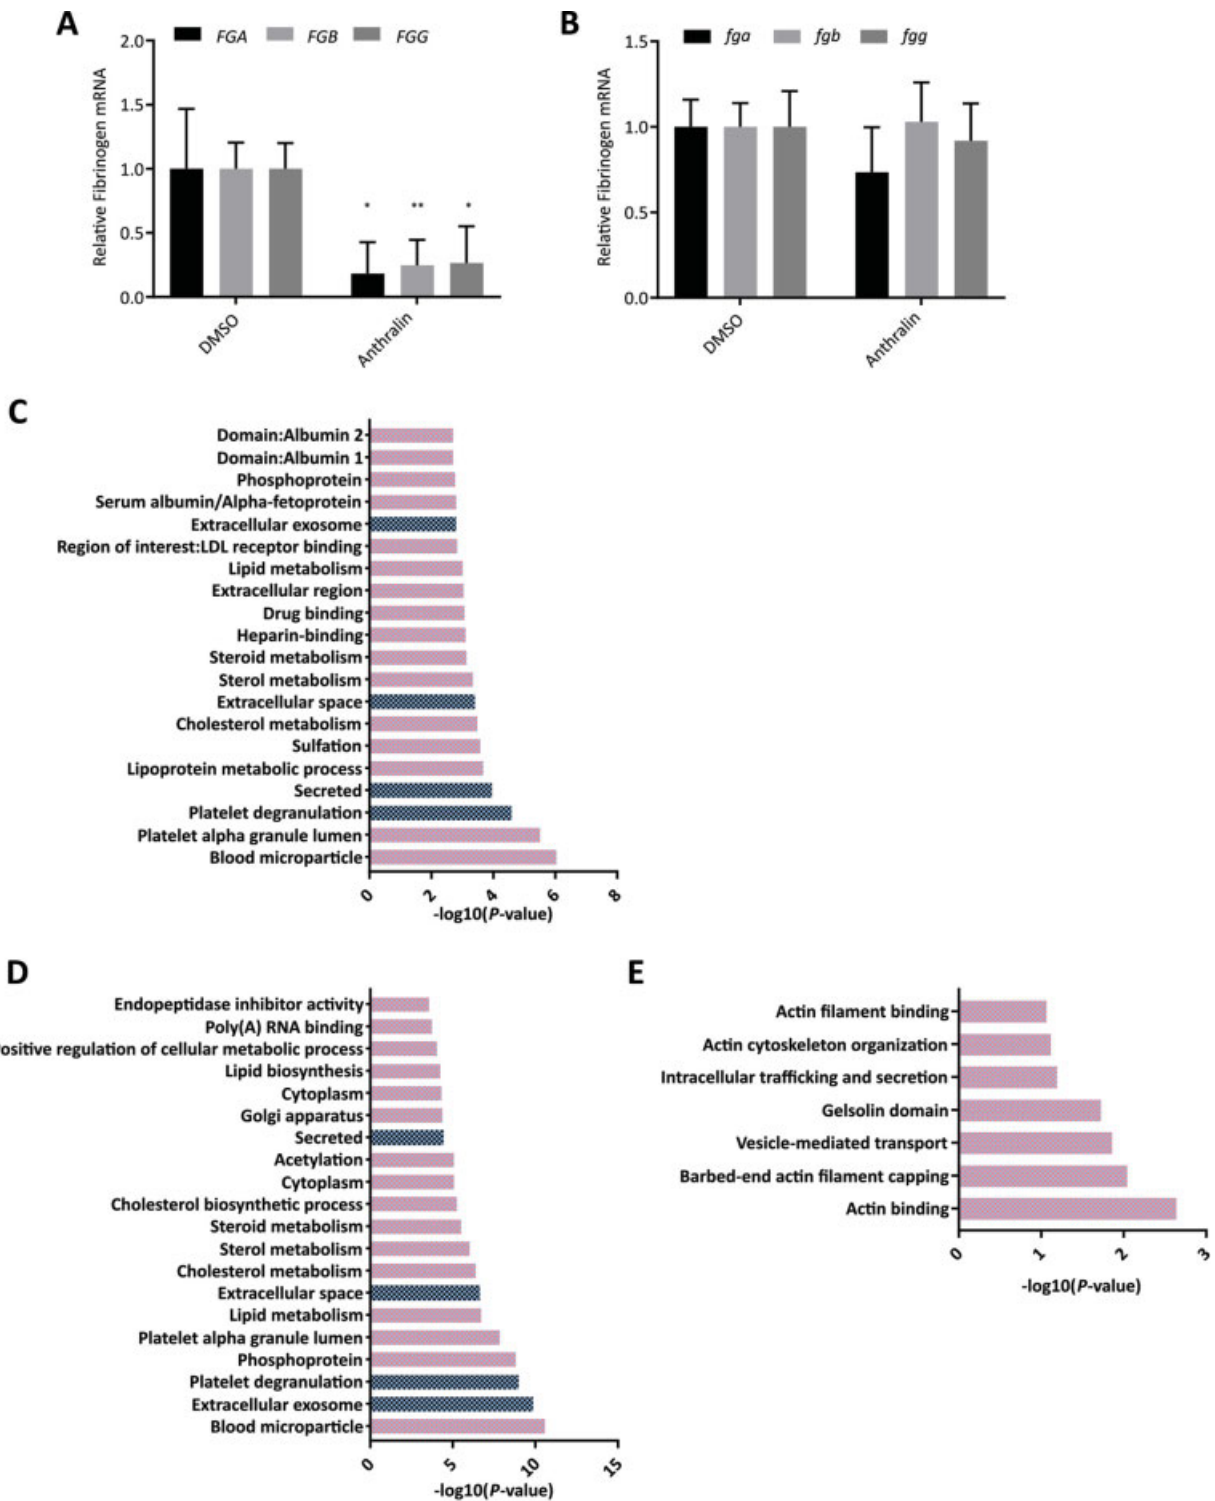 A
FGA FGB FGG
Relative Fibrinogen mRNA
2.0
1.5
1.0
0.5
0.0
* ** *
DMSO Anthralin
B
fga fgb fgg
Relative Fibrinogen mRNA
1.5
1.0
0.5
0.0
DMSO Anthralin
C
Domain:Albumin 2
Domain:Albumin 1
Phosphoprotein
Serum albumin/Alpha-fetoprotein
Extracellular exosome
Region of interest:LDL receptor binding
Lipid metabolism
Extracellular region
Drug binding
Heparin-binding
Steroid metabolism
Sterol metabolism
Extracellular space
Cholesterol metabolism
Sulfation
Lipoprotein metabolic process
Secreted
Platelet degranulation
Platelet alpha granule lumen
Blood microparticle
0 2 4 6 8
-log10(P-value)
D
Endopeptidase inhibitor activity
Poly(A) RNA binding
ositive regulation of cellular metabolic process
Lipid biosynthesis
Cytoplasm
Golgi apparatus
Secreted
Acetylation
Cytoplasm
Cholesterol biosynthetic process
Steroid metabolism
Sterol metabolism
Cholesterol metabolism
Extracellular space
Lipid metabolism
Platelet alpha granule lumen
Phosphoprotein
Platelet degranulation
Extracellular exosome
Blood microparticle
0 5 10 15
-log10(P-value)
E
Actin filament binding
Actin cytoskeleton organization
Intracellular trafficking and secretion
Gelsolin domain
Vesicle-mediated transport
Barbed-end actin filament capping
Actin binding
0 1 2 3
-log10(P-value)